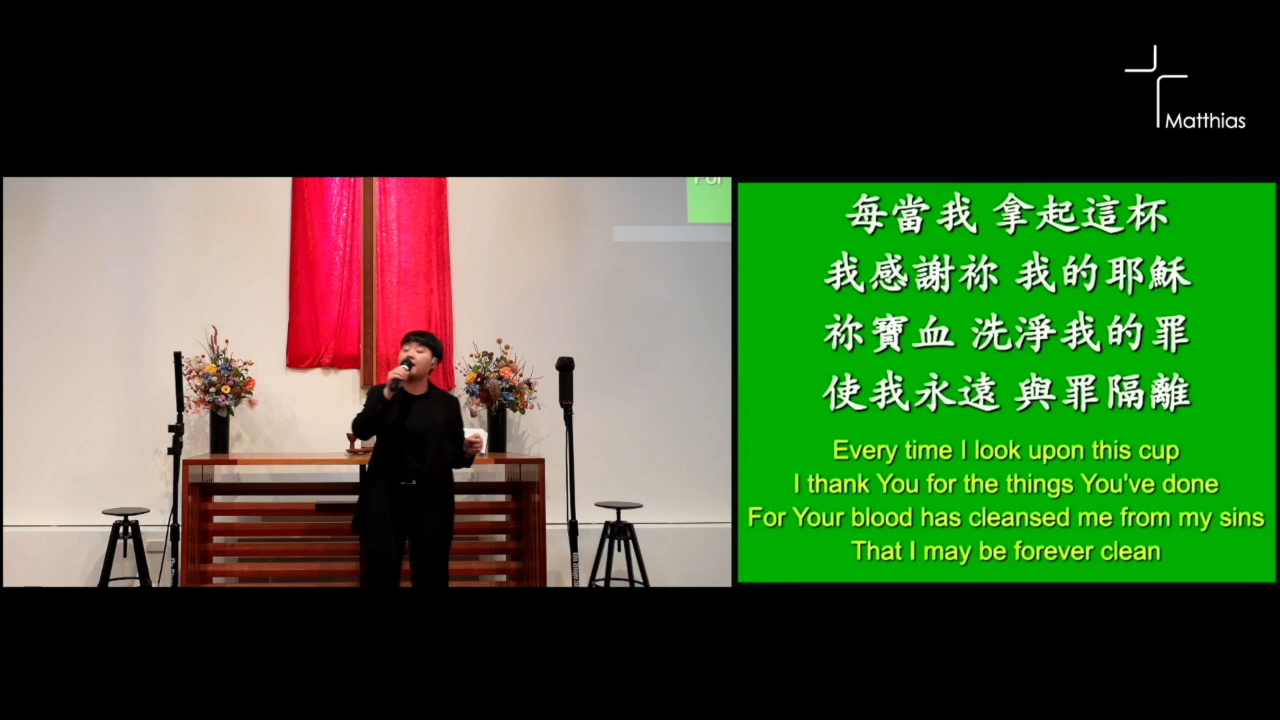 Matthias
For
每當我 拿起這杯
我感謝祢 我的耶穌
祢寶血 洗淨我的罪
使我永遠 與罪隔離
Every time I look upon this cup
I thank You for the things You've done
For Your blood has cleansed me from my sins
That I may be forever clean